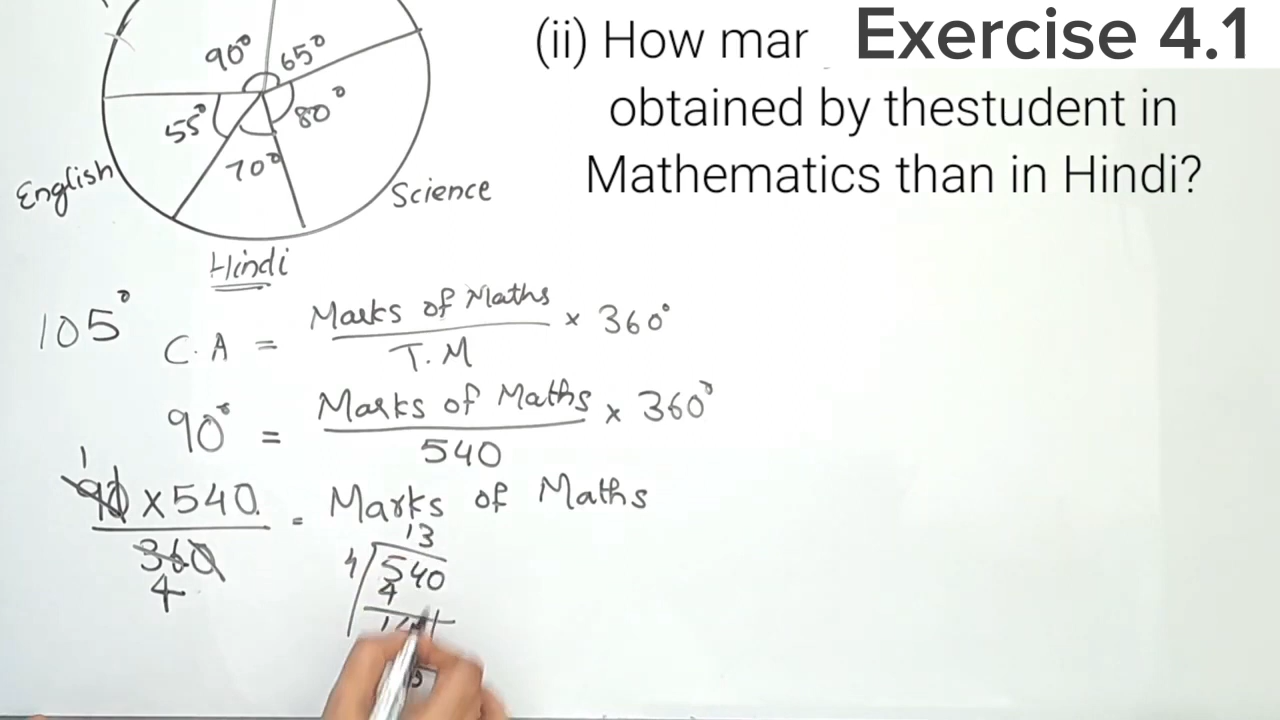 (ii) How mar
Exercise 4.1
obtained by thestudent in
Mathematics than in Hindi?
90° 65°
55° 80°
70°
English
Science
Hindi
105°
C.A = Marks of Maths / T.M × 360°
90° = Marks of Maths / 540 × 360°
1
90 × 540 / 360 = Marks of Maths
4
13
4 540
4
14